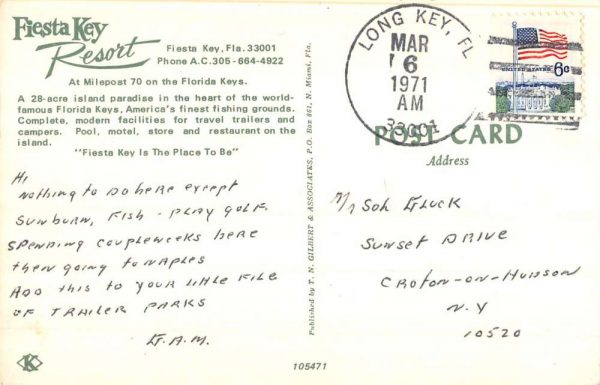 Fiesta Key
Resort
Fiesta Key, Fla. 33001
Phone A.C. 305 - 664-4922
At Milepost 70 on the Florida Keys.
A 28-acre island paradise in the heart of the world-
famous Florida Keys, America's finest fishing grounds.
Complete, modern facilities for travel trailers and
campers. Pool, motel, store and restaurant on the
island.
"Fiesta Key Is The Place To Be"
Hi
Nothing to do here except
sunburn, fish - play golf.
Spending couple weeks here
then going to Naples
Add this to your little file
of trailer parks
G.A.M.
K
Published by T. N. GILBERT & ASSOCIATES, P.O. Box 861, N. Miami, Fla.
105471
LONG KEY, FL
MAR
6
1971
AM
33001
UNITED STATES
6c
POST CARD
Address
Mr Sol Gluck
Sunset Drive
Croton-on-Hudson
N.Y
10520